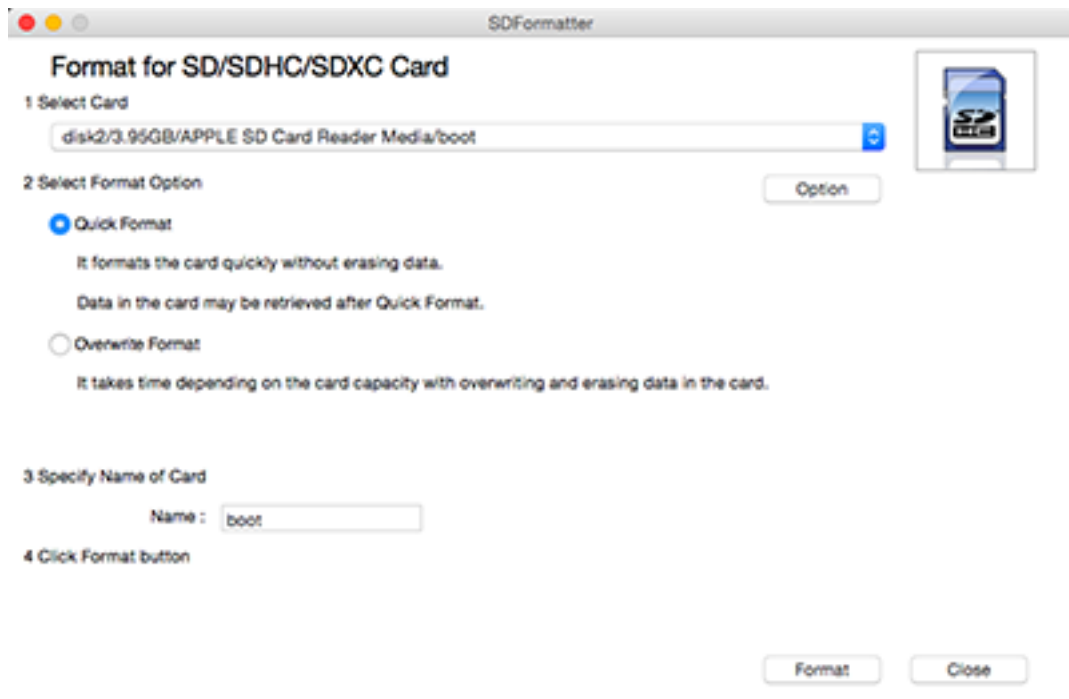 SDFormatter
Format for SD/SDHC/SDXC Card
1 Select Card
disk2/3.95GB/APPLE SD Card Reader Media/boot
2 Select Format Option
Option
Quick Format
It formats the card quickly without erasing data.
Data in the card may be retrieved after Quick Format.
Overwrite Format
It takes time depending on the card capacity with overwriting and erasing data in the card.
3 Specify Name of Card
Name : boot
4 Click Format button
Format Close
SD
HC